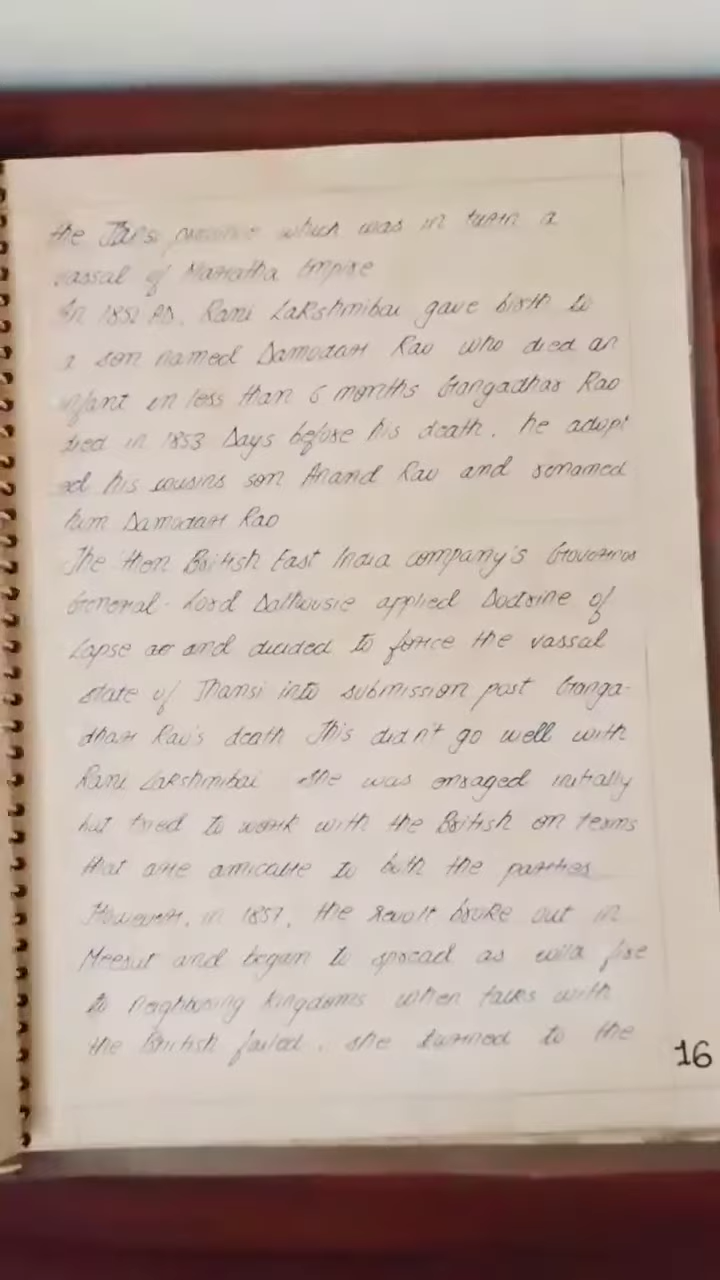 the Jhansi province which was in turn a
vassal of Maratha Empire
In 1851 AD, Rani Lakshmibai gave birth to
a son named Damodar Rao who died an
infant in less than 6 months Gangadhar Rao
died in 1853 Days before his death, he adopt
ed his cousins son Anand Rao and renamed
him Damodar Rao
The then British East India company's Governor
General - Lord Dalhousie applied Doctrine of
Lapse and decided to force the vassal
state of Jhansi into submission post Ganga-
dhar Rao's death This didn't go well with
Rani Lakshmibai She was enraged initially
but tried to work with the British on terms
that are amicable to both the parties
However, in 1857, the revolt broke out in
Meerut and began to spread as wild fire
to neighbouring kingdoms when talks with
the British failed, she turned to the
16